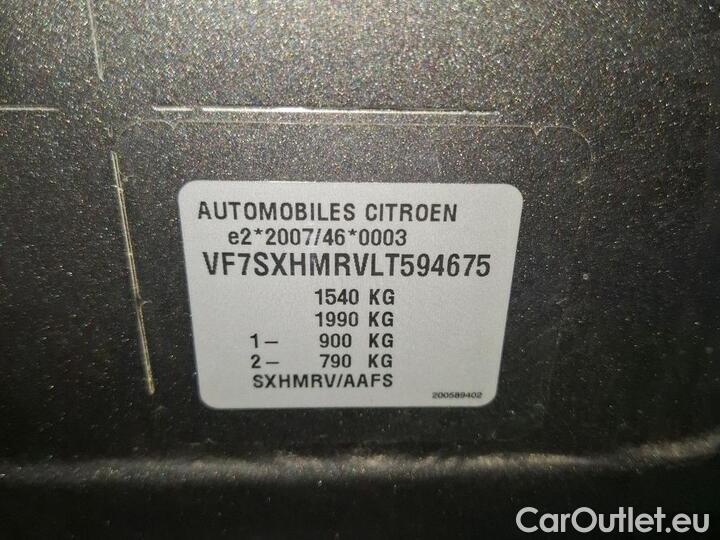 AUTOMOBILES CITROEN
e2*2007/46*0003
VF7SXHMRVLT594675
1540 KG
1990 KG
1– 900 KG
2– 790 KG
SXHMRV/AAFS
200589402
CarOutlet.eu